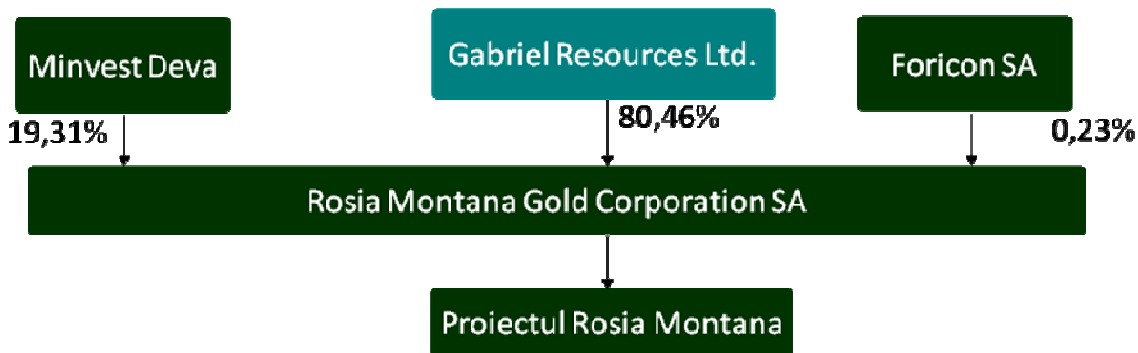 Minvest Deva
Gabriel Resources Ltd.
Foricon SA
19,31%
80,46%
0,23%
Rosia Montana Gold Corporation SA
Proiectul Rosia Montana